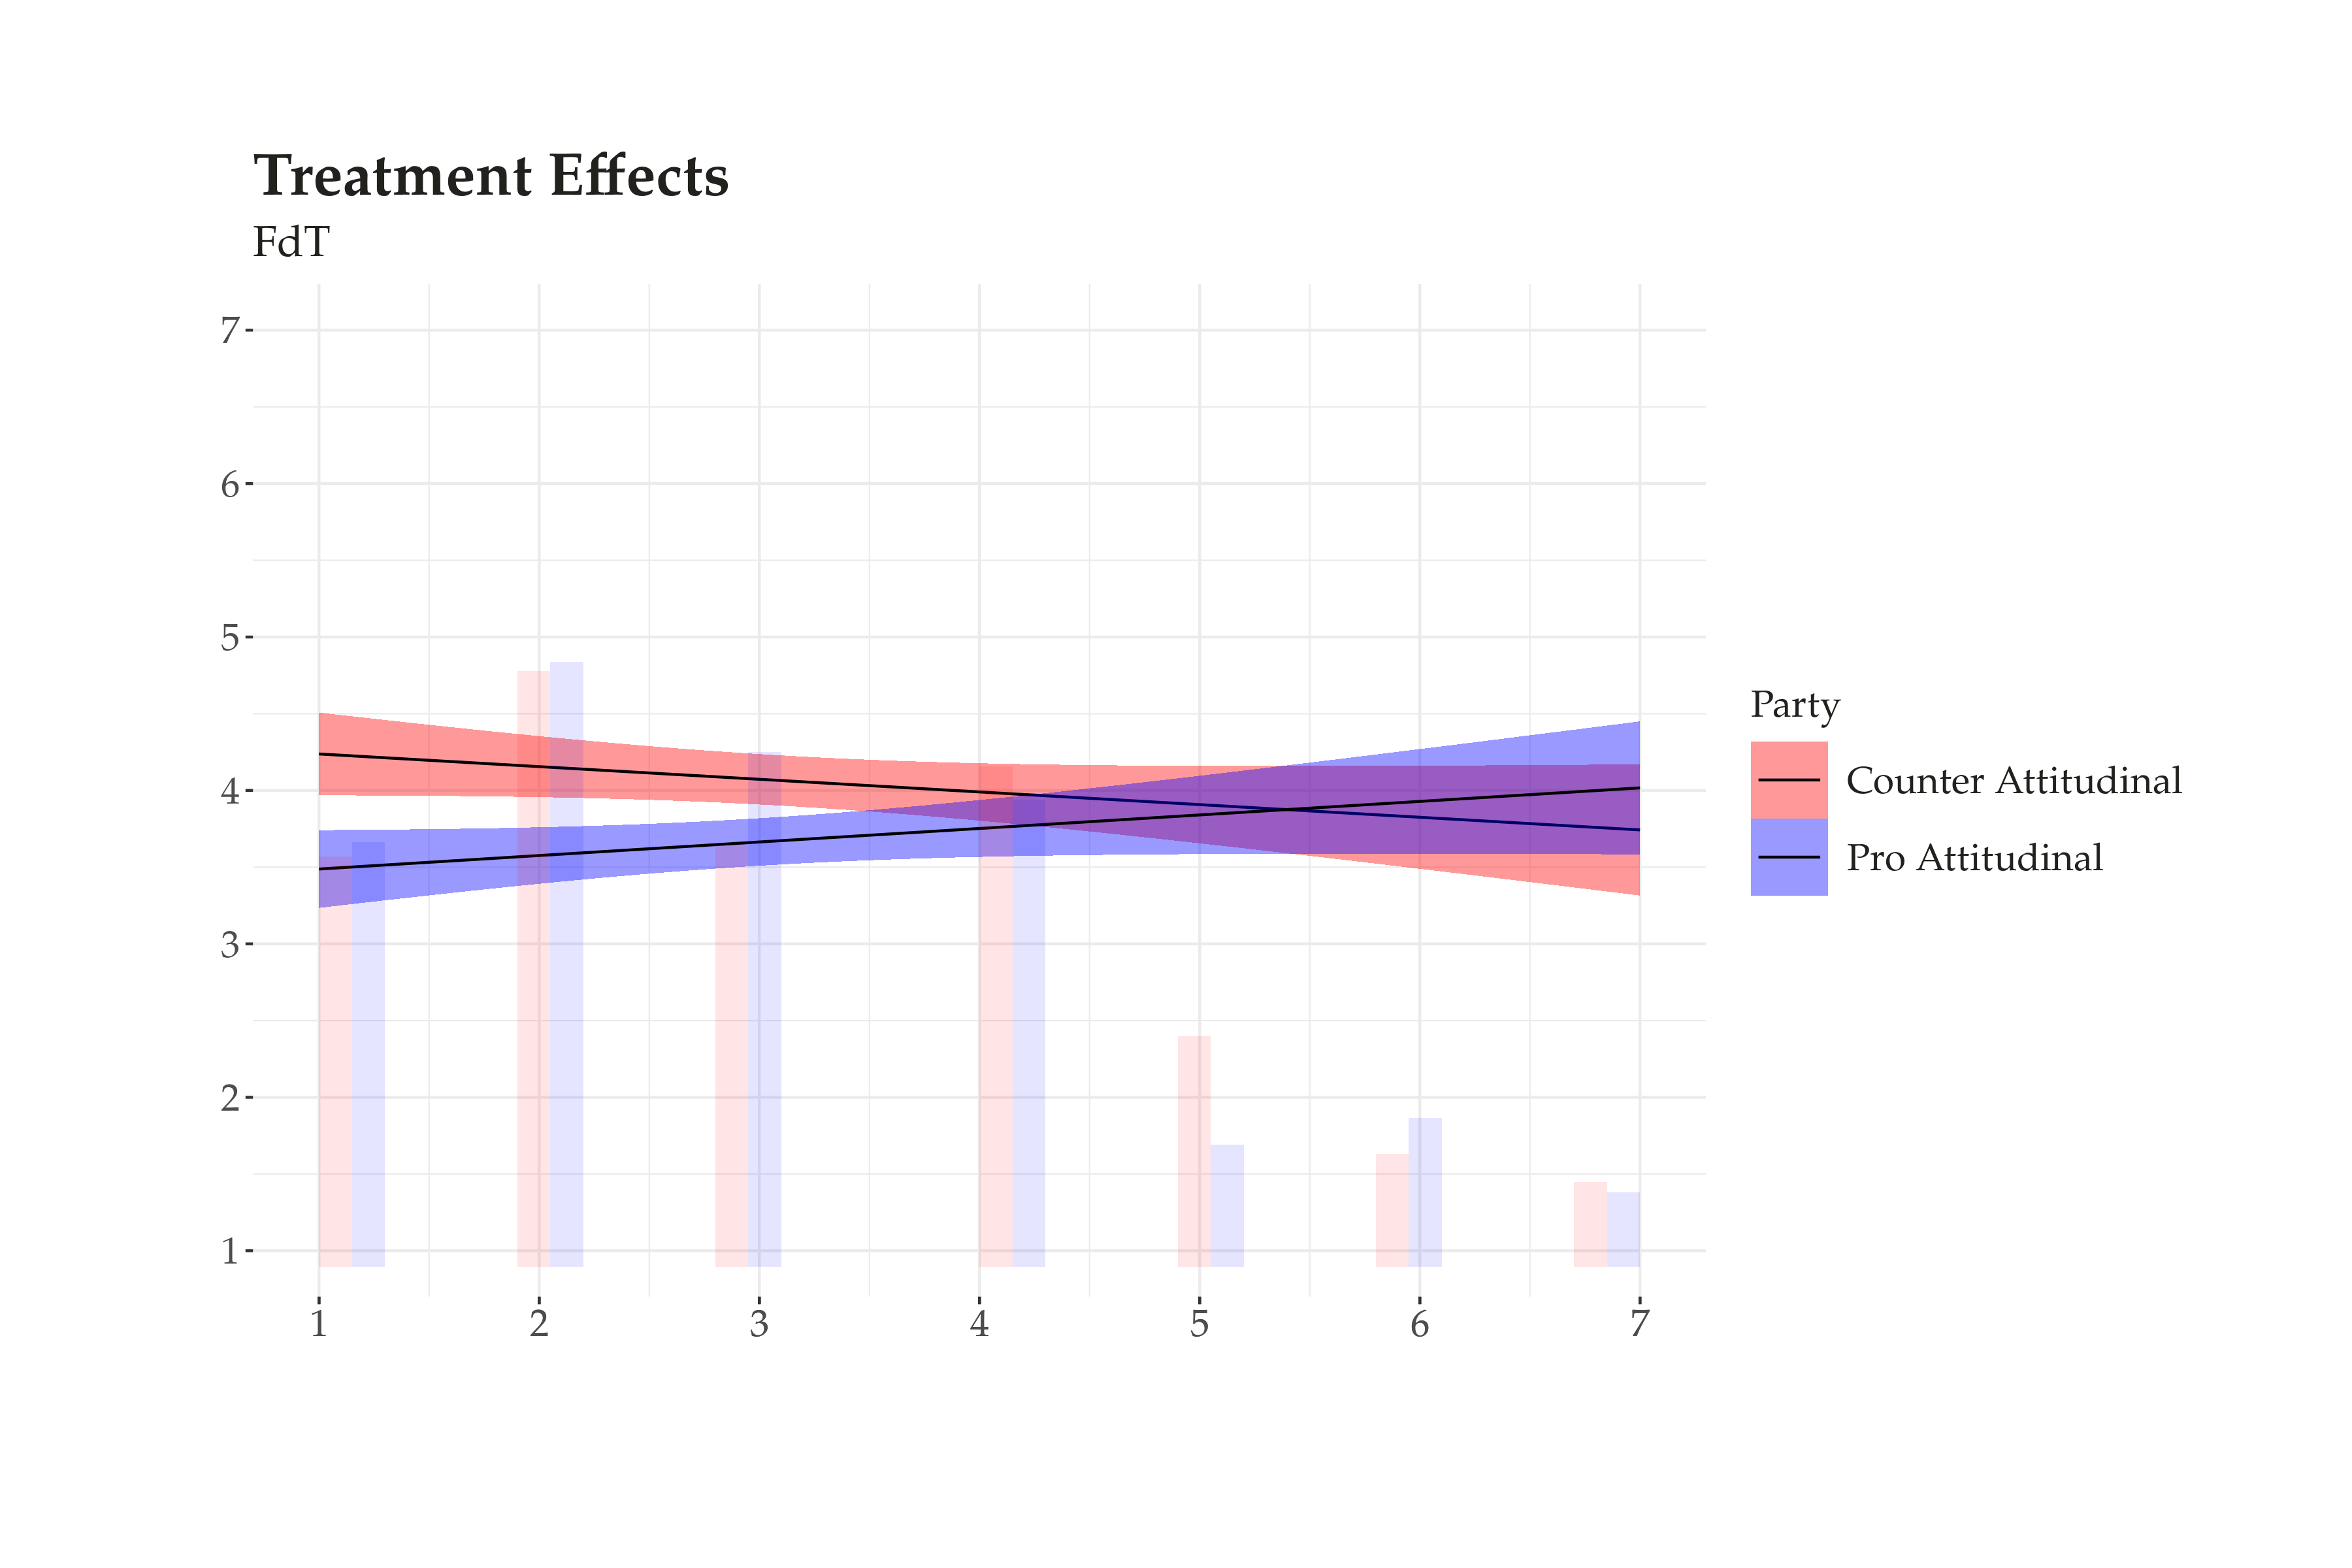 Treatment Effects
FdT
7
6
5
4
3
2
1
1 2 3 4 5 6 7
Party
Counter Attitudinal
Pro Attitudinal